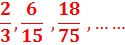 2/3, 6/15, 18/75, ... ...